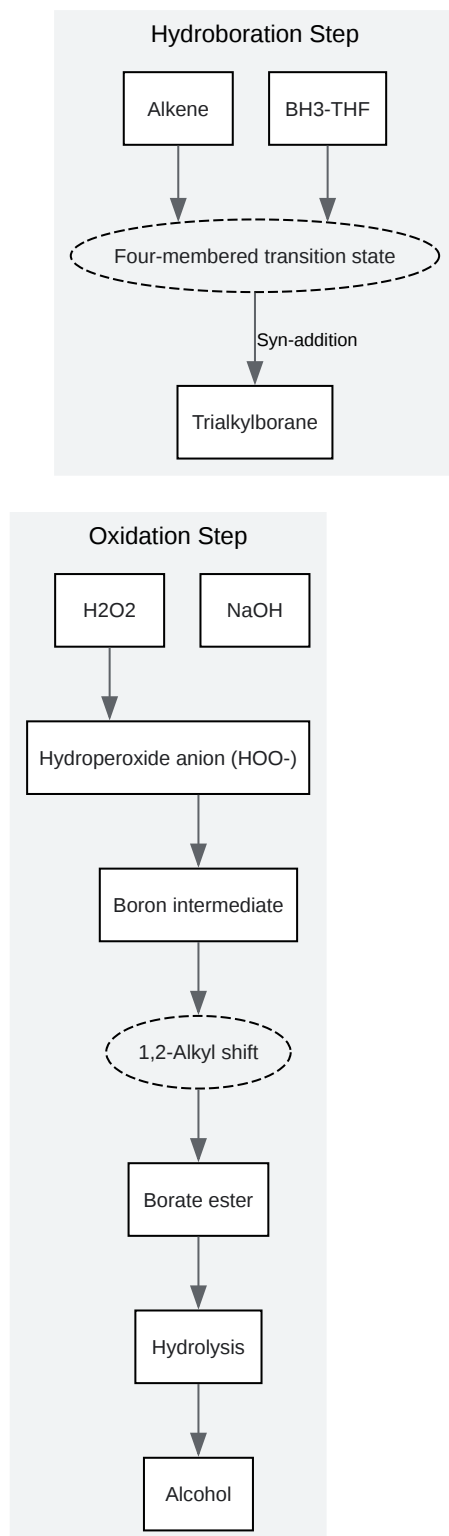 Hydroboration Step
Alkene
BH3-THF
Four-membered transition state
Syn-addition
Trialkylborane
Oxidation Step
H2O2
NaOH
Hydroperoxide anion (HOO-)
Boron intermediate
1,2-Alkyl shift
Borate ester
Hydrolysis
Alcohol